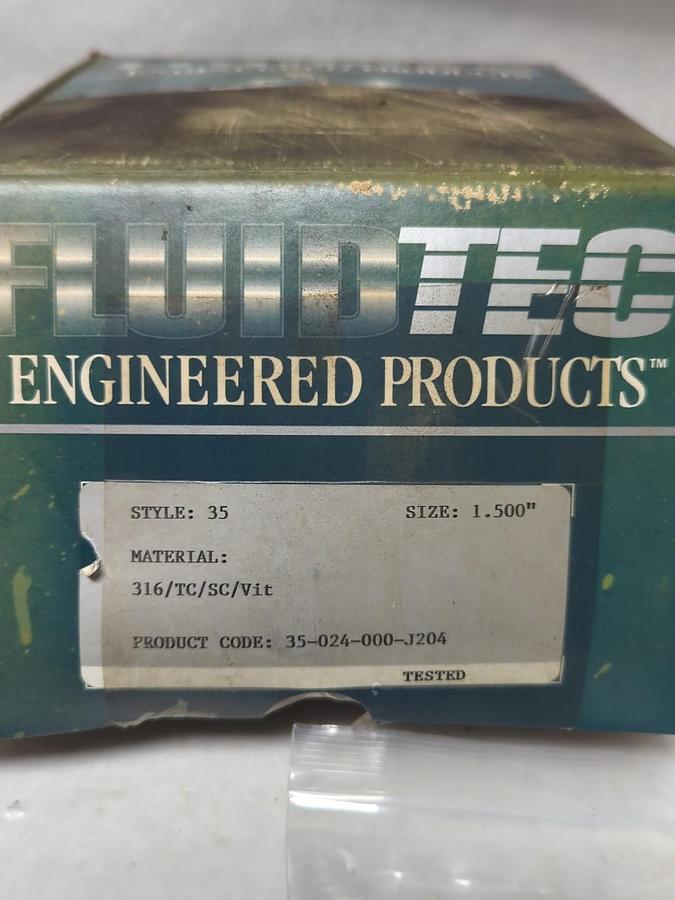 FLUIDTEC
ENGINEERED PRODUCTS™
STYLE: 35 SIZE: 1.500"
MATERIAL:
316/TC/SC/Vit
PRODUCT CODE: 35-024-000-J204
TESTED